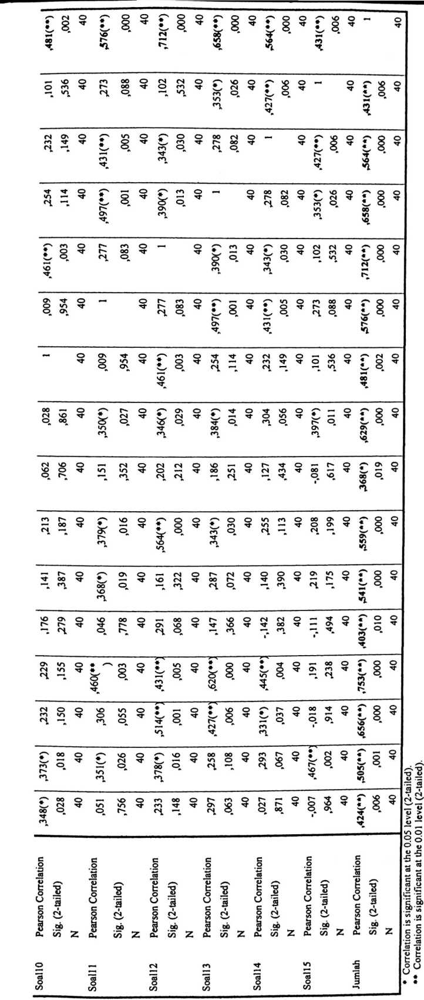 Soal10 Pearson Correlation ,348(*) ,373(*) ,232 ,229 ,176 ,141 ,213 ,062 ,028 1 ,009 ,461(**) ,254 ,232 ,101 ,481(**)
Sig. (2-tailed) ,028 ,018 ,150 ,155 ,279 ,387 ,187 ,706 ,861 ,954 ,003 ,114 ,149 ,536 ,002
N 40 40 40 40 40 40 40 40 40 40 40 40 40 40 40 40
Soal11 Pearson Correlation ,051 ,351(*) ,306 ,460(** ,046 ,368(*) ,379(*) ,151 ,350(*) ,009 1 ,277 ,497(**) ,431(**) ,273 ,576(**)
)
Sig. (2-tailed) ,756 ,026 ,055 ,003 ,778 ,019 ,016 ,352 ,027 ,954 ,083 ,001 ,005 ,088 ,000
N 40 40 40 40 40 40 40 40 40 40 40 40 40 40 40 40
Soal12 Pearson Correlation ,233 ,378(*) ,514(**) ,431(**) ,291 ,161 ,564(**) ,202 ,346(*) ,461(**) ,277 1 ,390(*) ,343(*) ,102 ,712(**)
Sig. (2-tailed) ,148 ,016 ,001 ,005 ,068 ,322 ,000 ,212 ,029 ,003 ,083 ,013 ,030 ,532 ,000
N 40 40 40 40 40 40 40 40 40 40 40 40 40 40 40 40
Soal13 Pearson Correlation ,297 ,258 ,427(**) ,620(**) ,147 ,287 ,343(*) ,186 ,384(*) ,254 ,497(**) ,390(*) 1 ,278 ,353(*) ,658(**)
Sig. (2-tailed) ,063 ,108 ,006 ,000 ,366 ,072 ,030 ,251 ,014 ,114 ,001 ,013 ,082 ,026 ,000
N 40 40 40 40 40 40 40 40 40 40 40 40 40 40 40 40
Soal14 Pearson Correlation ,027 ,293 ,331(*) ,445(**) -,142 ,140 ,255 ,127 ,304 ,232 ,431(**) ,343(*) ,278 1 ,427(**) ,564(**)
Sig. (2-tailed) ,871 ,067 ,037 ,004 ,382 ,390 ,113 ,434 ,056 ,149 ,005 ,030 ,082 ,006 ,000
N 40 40 40 40 40 40 40 40 40 40 40 40 40 40 40 40
Soal15 Pearson Correlation -,007 ,467(**) -,018 ,191 -,111 ,219 ,208 -,081 ,397(*) ,101 ,273 ,102 ,353(*) ,427(**) 1 ,431(**)
Sig. (2-tailed) ,964 ,002 ,914 ,238 ,494 ,175 ,199 ,617 ,011 ,536 ,088 ,532 ,026 ,006 ,006
N 40 40 40 40 40 40 40 40 40 40 40 40 40 40 40 40
Jumlah Pearson Correlation ,424(**) ,505(**) ,656(**) ,753(**) ,403(**) ,541(**) ,559(**) ,368(*) ,629(**) ,481(**) ,576(**) ,712(**) ,658(**) ,564(**) ,431(**) 1
Sig. (2-tailed) ,006 ,001 ,000 ,000 ,010 ,000 ,000 ,019 ,000 ,002 ,000 ,000 ,000 ,000 ,006
N 40 40 40 40 40 40 40 40 40 40 40 40 40 40 40 40
* Correlation is significant at the 0.05 level (2-tailed).
** Correlation is significant at the 0.01 level (2-tailed).